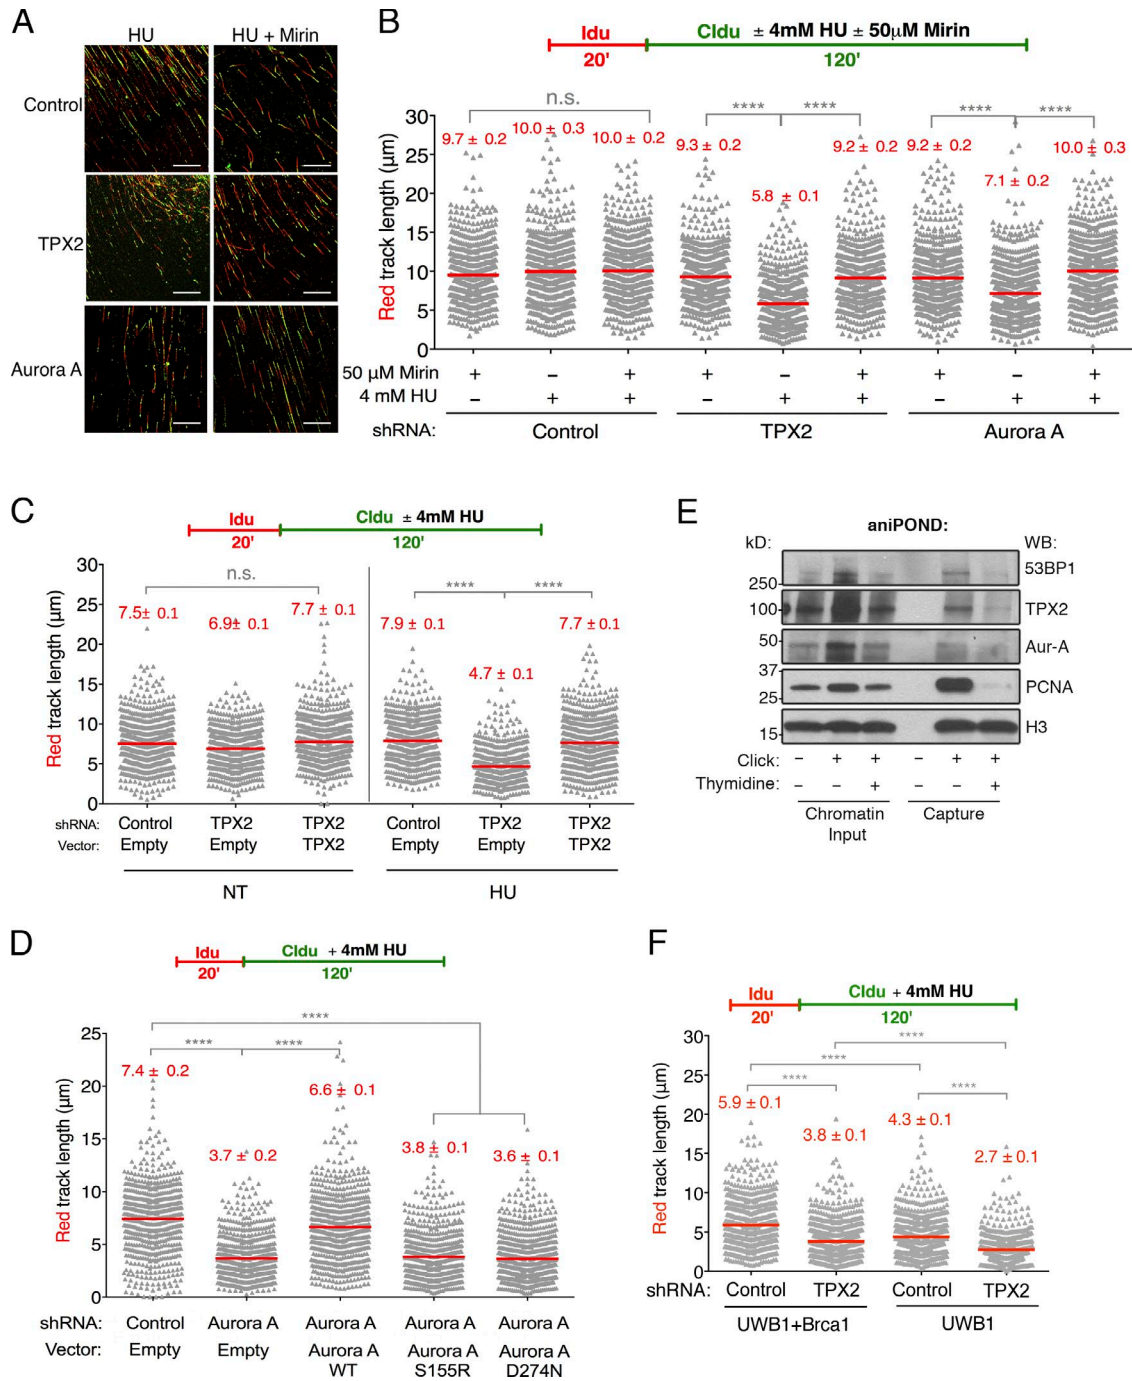 A
HU
HU + Mirin
Control
TPX2
Aurora A
B
Idu
CIdu ± 4mM HU ± 50µM Mirin
20'
120'
Red track length (µm)
30
25
20
15
10
5
0
n.s.
****
****
****
****
9.7 ± 0.2
10.0 ± 0.3
10.0 ± 0.2
9.3 ± 0.2
5.8 ± 0.1
9.2 ± 0.2
9.2 ± 0.2
7.1 ± 0.2
10.0 ± 0.3
50 µM Mirin
+ – + + – + + – +
4 mM HU
– + + – + + – + +
shRNA:
Control
TPX2
Aurora A
C
Idu
CIdu ± 4mM HU
20'
120'
Red track length (µm)
30
25
20
15
10
5
0
n.s.
****
****
7.5± 0.1
6.9± 0.1
7.7 ± 0.1
7.9 ± 0.1
4.7 ± 0.1
7.7 ± 0.1
shRNA:
Control TPX2 TPX2 Control TPX2 TPX2
Vector:
Empty Empty TPX2 Empty Empty TPX2
NT
HU
E
aniPOND:
kD:
WB:
250
53BP1
100
TPX2
50
Aur-A
37
25
PCNA
15
H3
Click: – + + – + +
Thymidine: – – + – – +
Chromatin
Input
Capture
D
Idu
CIdu + 4mM HU
20'
120'
Red track length (µm)
25
20
15
10
5
0
****
****
****
7.4 ± 0.2
3.7 ± 0.2
6.6 ± 0.1
3.8 ± 0.1
3.6 ± 0.1
shRNA: Control Aurora A Aurora A Aurora A Aurora A
Vector: Empty Empty Aurora A Aurora A Aurora A
WT S155R D274N
F
Idu
CIdu + 4mM HU
20'
120'
Red track length (µm)
30
25
20
15
10
5
0
****
****
****
****
5.9 ± 0.1
3.8 ± 0.1
4.3 ± 0.1
2.7 ± 0.1
shRNA: Control TPX2 Control TPX2
UWB1+Brca1
UWB1